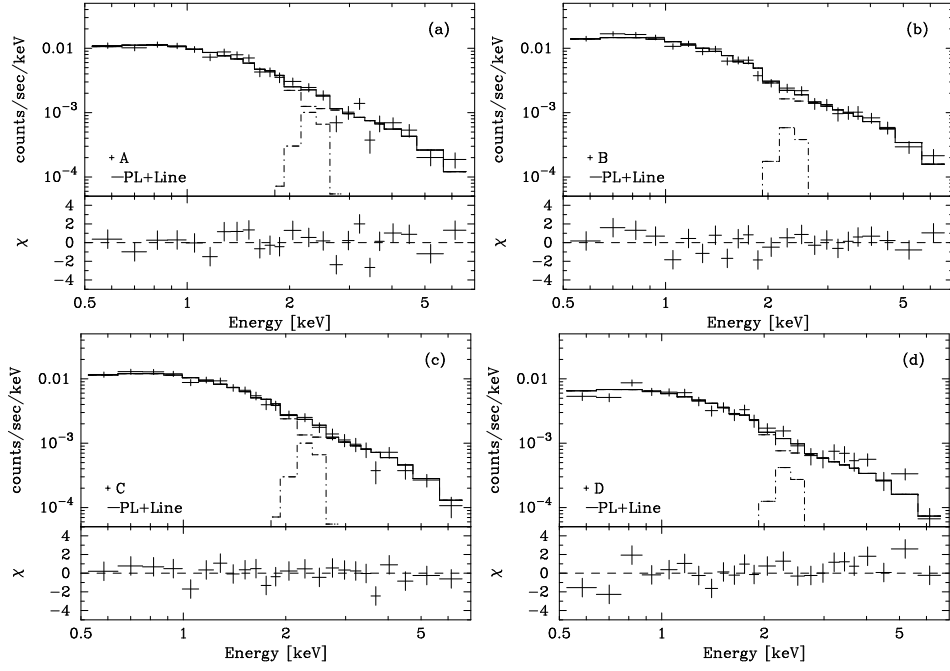 (a)
counts/sec/keV
0.01
10⁻³
10⁻⁴
+ A
—PL+Line
χ
4
2
0
−2
−4
0.5 1 2 5
Energy [keV]
(b)
counts/sec/keV
0.01
10⁻³
10⁻⁴
+ B
—PL+Line
χ
4
2
0
−2
−4
0.5 1 2 5
Energy [keV]
(c)
counts/sec/keV
0.01
10⁻³
10⁻⁴
+ C
—PL+Line
χ
4
2
0
−2
−4
0.5 1 2 5
Energy [keV]
(d)
counts/sec/keV
0.01
10⁻³
10⁻⁴
+ D
—PL+Line
χ
4
2
0
−2
−4
0.5 1 2 5
Energy [keV]